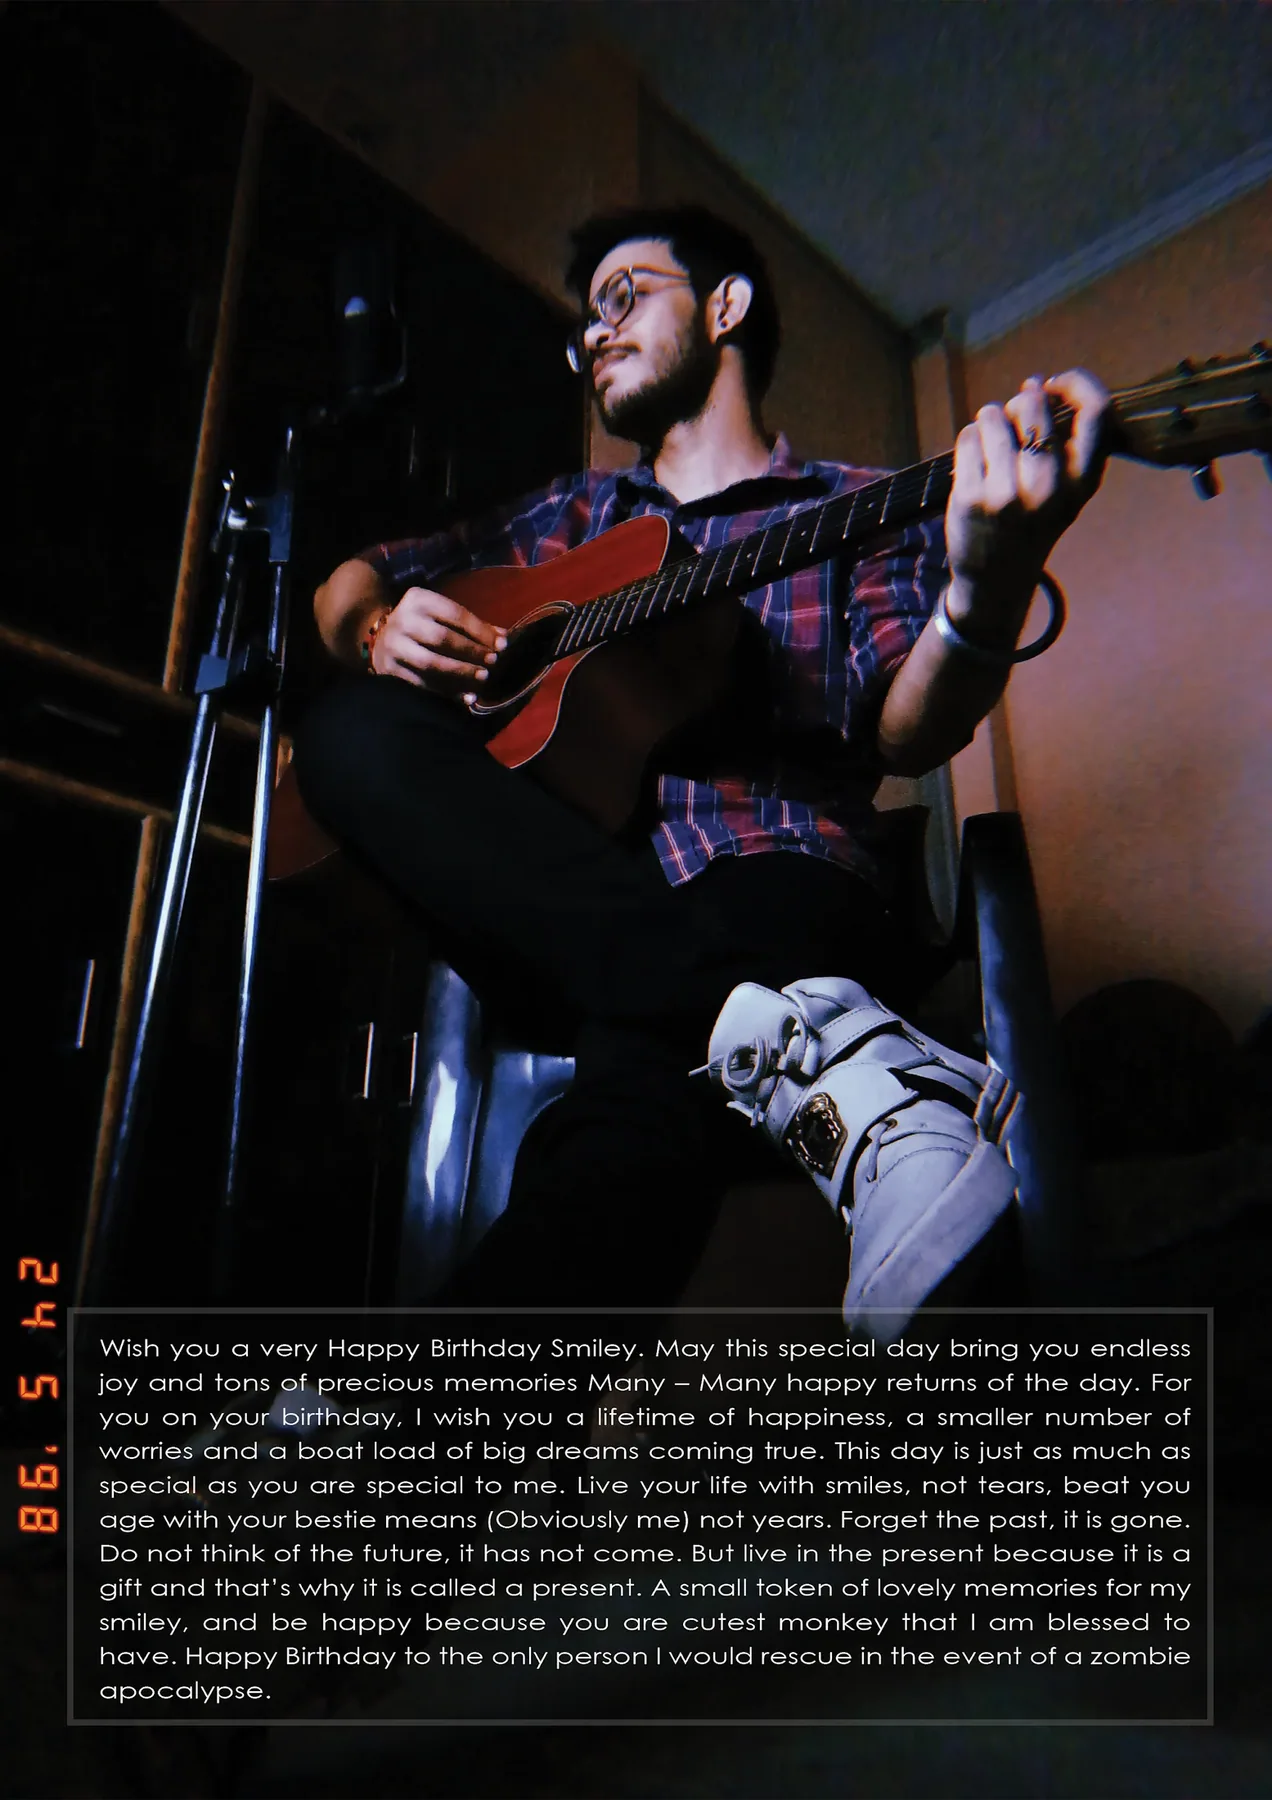 Wish you a very Happy Birthday Smiley. May this special day bring you endless
joy and tons of precious memories Many – Many happy returns of the day. For
you on your birthday, I wish you a lifetime of happiness, a smaller number of
worries and a boat load of big dreams coming true. This day is just as much as
special as you are special to me. Live your life with smiles, not tears, beat you
age with your bestie means (Obviously me) not years. Forget the past, it is gone.
Do not think of the future, it has not come. But live in the present because it is a
gift and that's why it is called a present. A small token of lovely memories for my
smiley, and be happy because you are cutest monkey that I am blessed to
have. Happy Birthday to the only person I would rescue in the event of a zombie
apocalypse.
24 5 '98